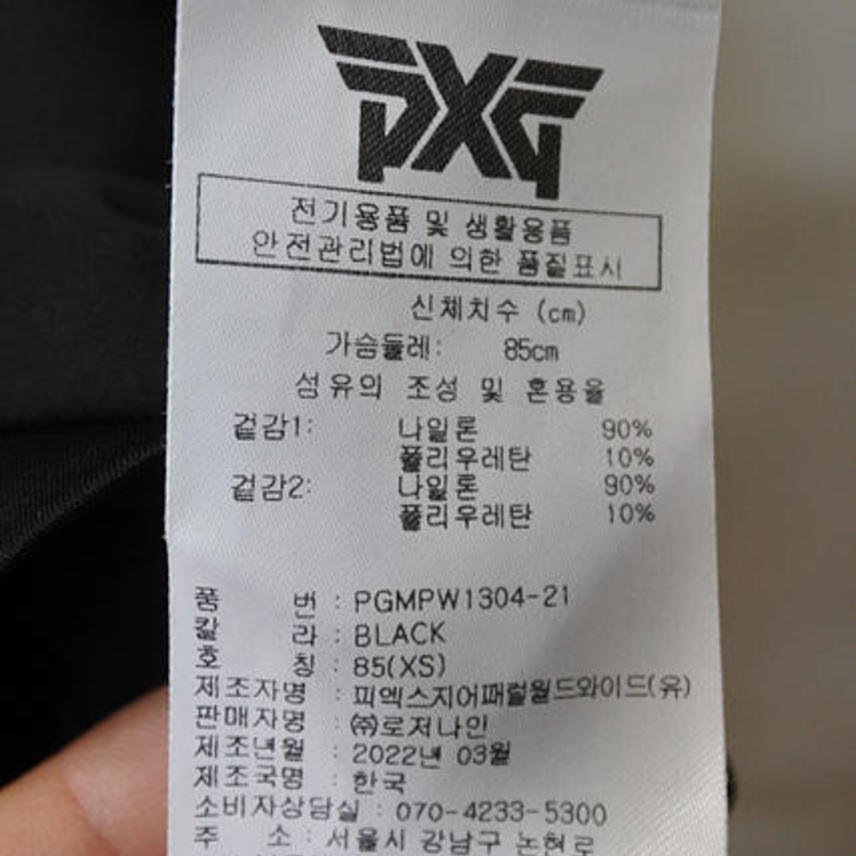 PXG
전기용품 및 생활용품
안전관리법에 의한 품질표시
신체치수 (cm)
가슴둘레: 85cm
섬유의 조성 및 혼용율
겉감1: 나일론 90%
폴리우레탄 10%
겉감2: 나일론 90%
폴리우레탄 10%
품 번 : PGMPW1304-21
칼 라 : BLACK
호 칭 : 85(XS)
제조자명 : 피엑스지어패럴월드와이드(유)
판매자명 : ㈜로저나인
제조년월 : 2022년 03월
제조국명 : 한국
소비자상담실 : 070-4233-5300
주 소 : 서울시 강남구 논현로